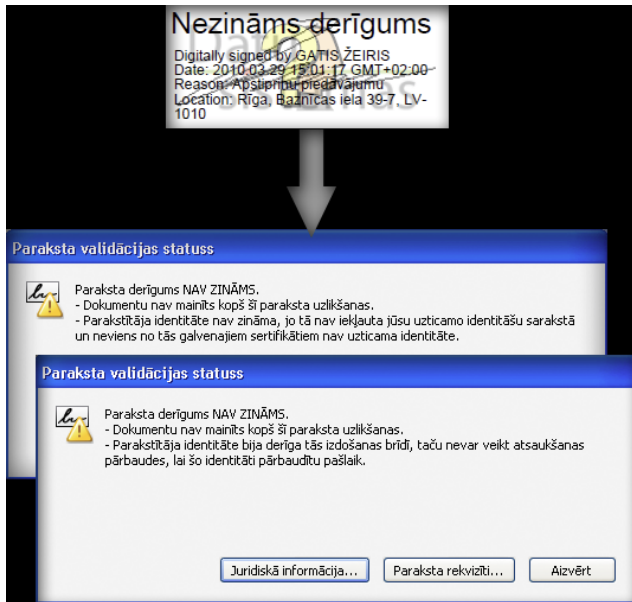 Nezināms derīgums
Digitally signed by GATIS ŽEIRIS
Date: 2010.03.29 15:01:17 GMT+02:00
Reason: Apstiprinu piedāvājumu
Location: Rīga, Baznīcas iela 39-7, LV-
1010
Paraksta validācijas statuss
Paraksta derīgums NAV ZINĀMS.
- Dokumentu nav mainīts kopš šī paraksta uzlikšanas.
- Parakstītāja identitāte nav zināma, jo tā nav iekļauta jūsu uzticamo identitāšu sarakstā
un neviens no tās galvenajiem sertifikātiem nav uzticama identitāte.
Paraksta validācijas statuss
Paraksta derīgums NAV ZINĀMS.
- Dokumentu nav mainīts kopš šī paraksta uzlikšanas.
- Parakstītāja identitāte bija derīga tās izdošanas brīdī, taču nevar veikt atsaukšanas
pārbaudes, lai šo identitāti pārbaudītu pašlaik.
Juridiskā informācija... Paraksta rekvizīti... Aizvērt